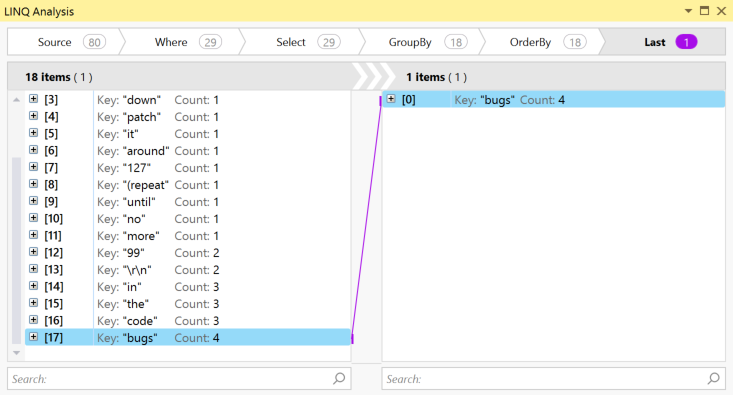 LINQ Analysis
Source 80 Where 29 Select 29 GroupBy 18 OrderBy 18 Last 1
18 items ( 1 )
1 items ( 1 )
[3] Key: "down" Count: 1
[0] Key: "bugs" Count: 4
[4] Key: "patch" Count: 1
[5] Key: "it" Count: 1
[6] Key: "around" Count: 1
[7] Key: "127" Count: 1
[8] Key: "(repeat" Count: 1
[9] Key: "until" Count: 1
[10] Key: "no" Count: 1
[11] Key: "more" Count: 1
[12] Key: "99" Count: 2
[13] Key: "\r\n" Count: 2
[14] Key: "in" Count: 3
[15] Key: "the" Count: 3
[16] Key: "code" Count: 3
[17] Key: "bugs" Count: 4
Search:
Search: